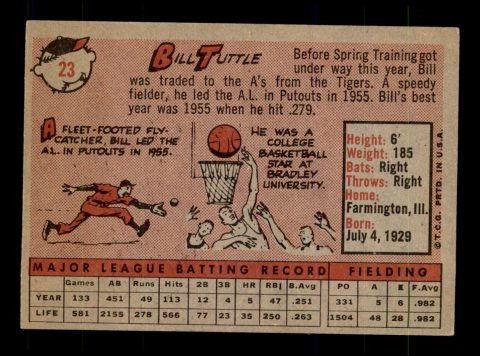 23
BILL TUTTLE
Before Spring Training got
under way this year, Bill
was traded to the A's from the Tigers. A speedy
fielder, he led the A.L. in Putouts in 1955. Bill's best
year was 1955 when he hit .279.
A FLEET-FOOTED FLY-
CATCHER, BILL LED THE
A.L. IN PUTOUTS IN 1955.
HE WAS A
COLLEGE
BASKETBALL
STAR AT
BRADLEY
UNIVERSITY.
Height: 6'
Weight: 185
Bats: Right
Throws: Right
Home:
Farmington, Ill.
Born:
July 4, 1929
© T.C.G. PRTD. IN U.S.A.
MAJOR LEAGUE BATTING RECORD FIELDING
Games AB Runs Hits 2B 3B HR RBI B.Avg PO A E F.Avg
YEAR 133 451 49 113 12 4 5 47 .251 331 5 6 .982
LIFE 581 2155 278 566 77 23 35 250 .263 1504 48 28 .982